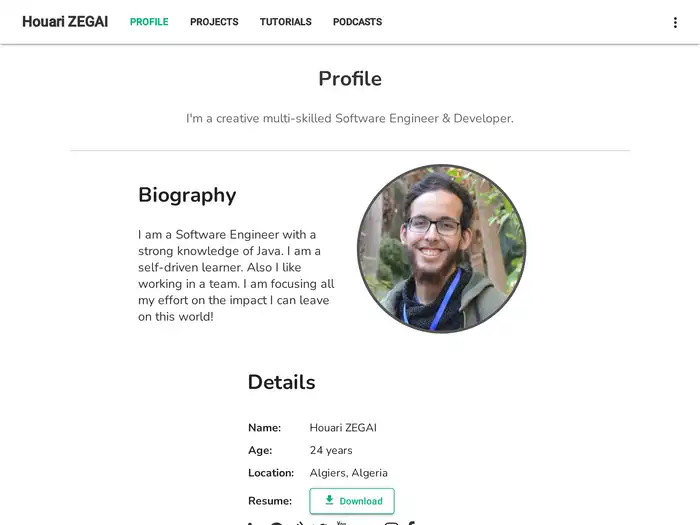 Houari ZEGAI PROFILE PROJECTS TUTORIALS PODCASTS
Profile
I'm a creative multi-skilled Software Engineer & Developer.
Biography
I am a Software Engineer with a
strong knowledge of Java. I am a
self-driven learner. Also I like
working in a team. I am focusing all
my effort on the impact I can leave
on this world!
Details
Name: Houari ZEGAI
Age: 24 years
Location: Algiers, Algeria
Resume: Download